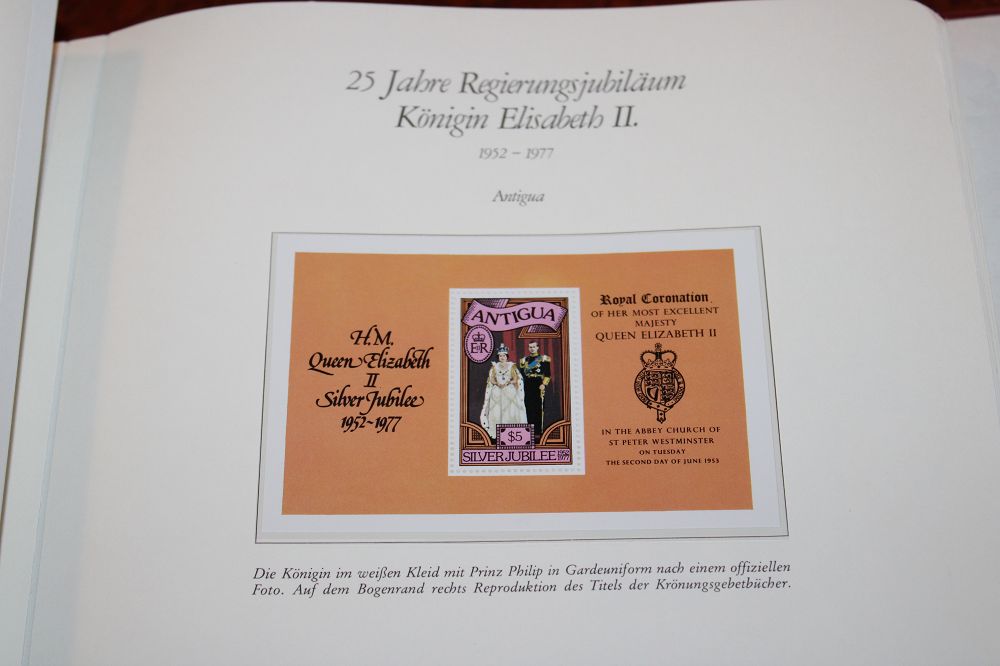 25 Jahre Regierungsjubiläum
Königin Elisabeth II.
1952 – 1977
Antigua
H.M.
Queen Elizabeth
II
Silver Jubilee
1952~1977
ANTIGUA
E II R
$5
SILVER JUBILEE 1952 1977
Royal Coronation
OF HER MOST EXCELLENT
MAJESTY
QUEEN ELIZABETH II
IN THE ABBEY CHURCH OF
ST PETER WESTMINSTER
ON TUESDAY
THE SECOND DAY OF JUNE 1953
Die Königin im weißen Kleid mit Prinz Philip in Gardeuniform nach einem offiziellen
Foto. Auf dem Bogenrand rechts Reproduktion des Titels der Krönungsgebetbücher.